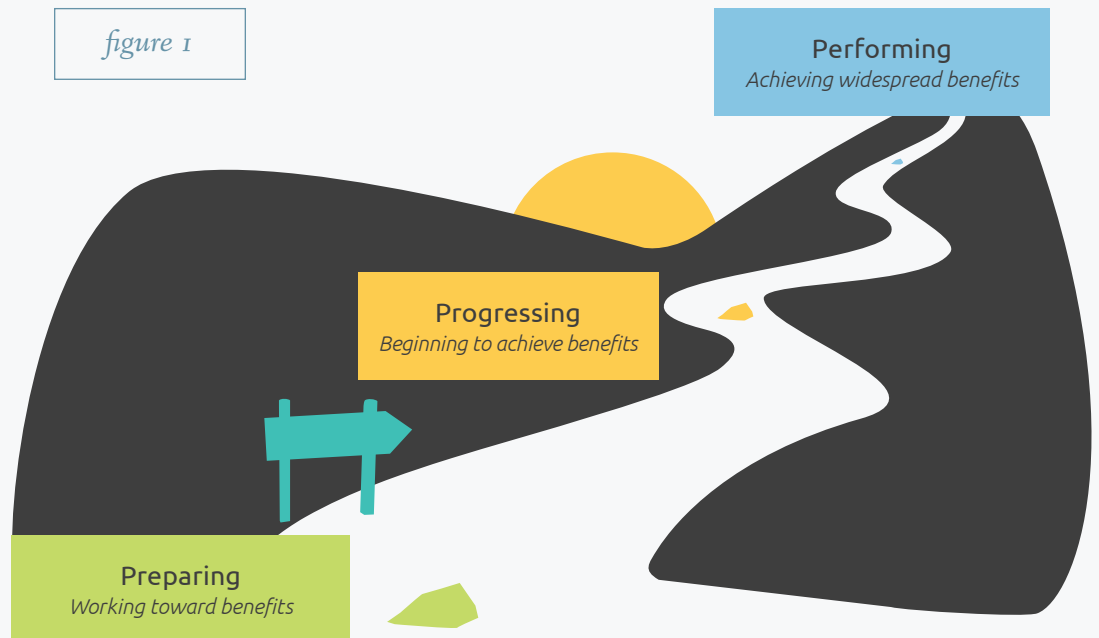 figure 1
Performing
Achieving widespread benefits
Progressing
Beginning to achieve benefits
Preparing
Working toward benefits